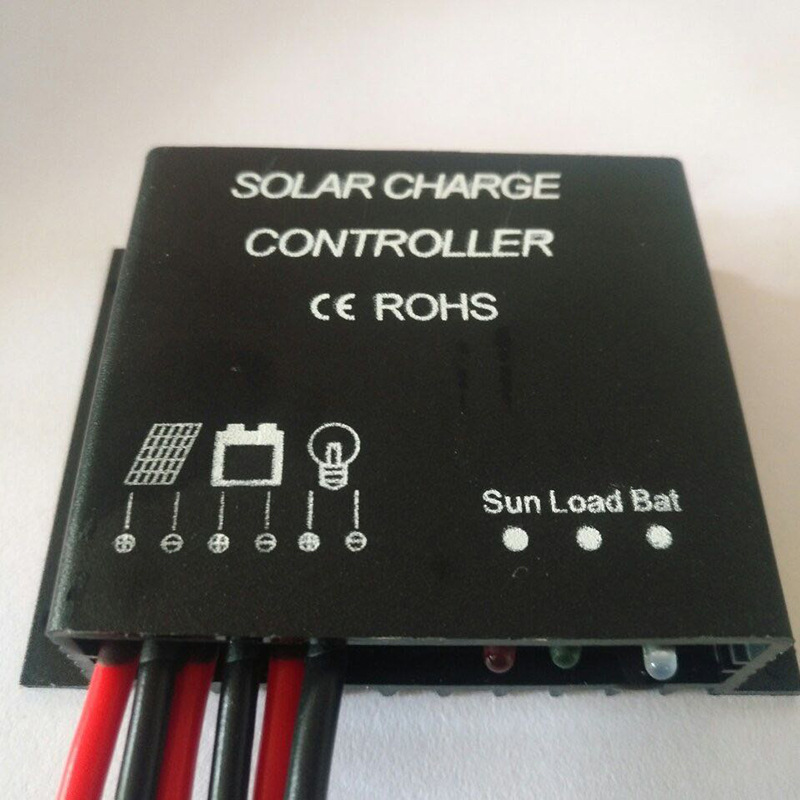 SOLAR CHARGE
CONTROLLER
CE ROHS
Sun Load Bat